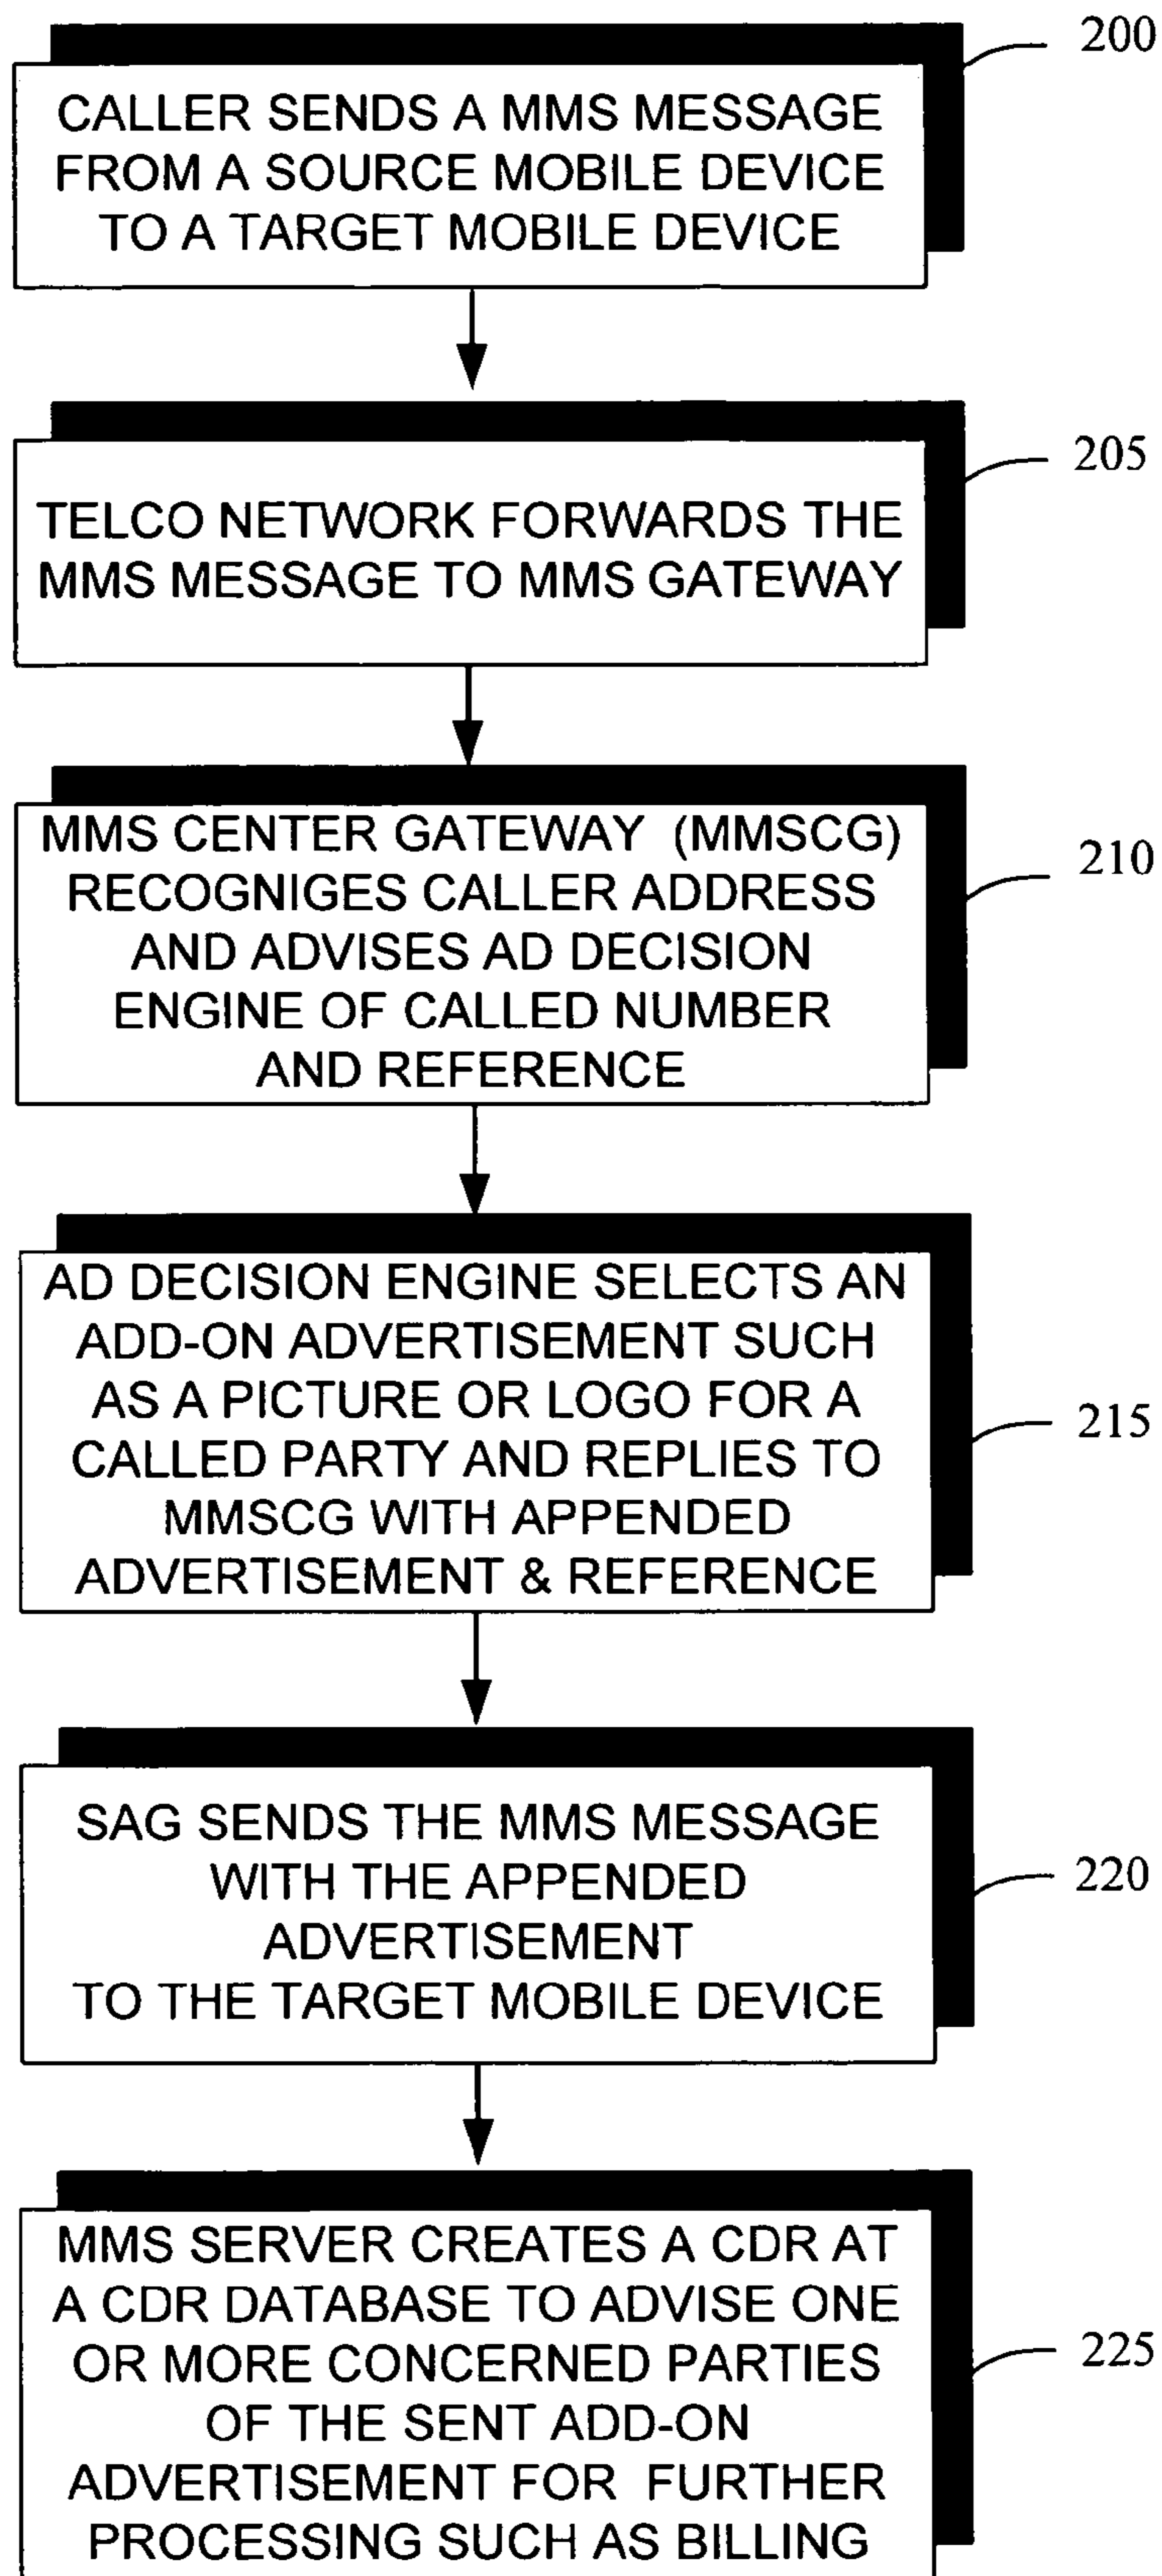 200
CALLER SENDS A MMS MESSAGE
FROM A SOURCE MOBILE DEVICE
TO A TARGET MOBILE DEVICE
205
TELCO NETWORK FORWARDS THE
MMS MESSAGE TO MMS GATEWAY
MMS CENTER GATEWAY (MMSCG)
RECOGNIGES CALLER ADDRESS
AND ADVISES AD DECISION
ENGINE OF CALLED NUMBER
AND REFERENCE
210
AD DECISION ENGINE SELECTS AN
ADD-ON ADVERTISEMENT SUCH
AS A PICTURE OR LOGO FOR A
CALLED PARTY AND REPLIES TO
MMSCG WITH APPENDED
ADVERTISEMENT & REFERENCE
215
SAG SENDS THE MMS MESSAGE
WITH THE APPENDED
ADVERTISEMENT
TO THE TARGET MOBILE DEVICE
220
MMS SERVER CREATES A CDR AT
A CDR DATABASE TO ADVISE ONE
OR MORE CONCERNED PARTIES
OF THE SENT ADD-ON
ADVERTISEMENT FOR FURTHER
PROCESSING SUCH AS BILLING
225